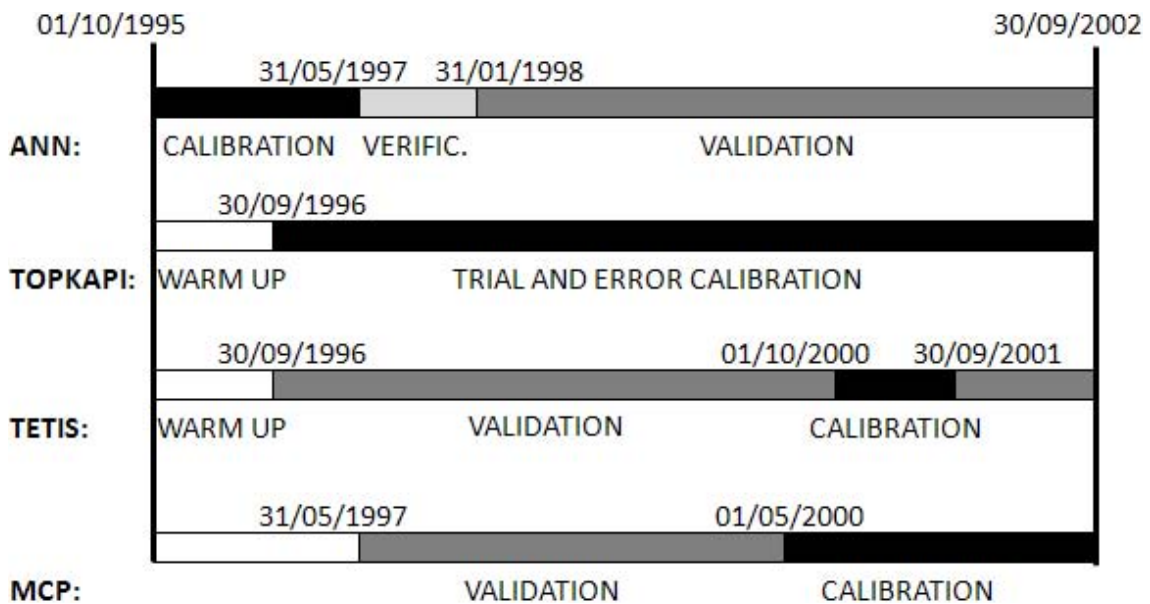 01/10/1995 30/09/2002
31/05/1997 31/01/1998
ANN: CALIBRATION VERIFIC. VALIDATION
30/09/1996
TOPKAPI: WARM UP TRIAL AND ERROR CALIBRATION
30/09/1996 01/10/2000 30/09/2001
TETIS: WARM UP VALIDATION CALIBRATION
31/05/1997 01/05/2000
MCP: VALIDATION CALIBRATION